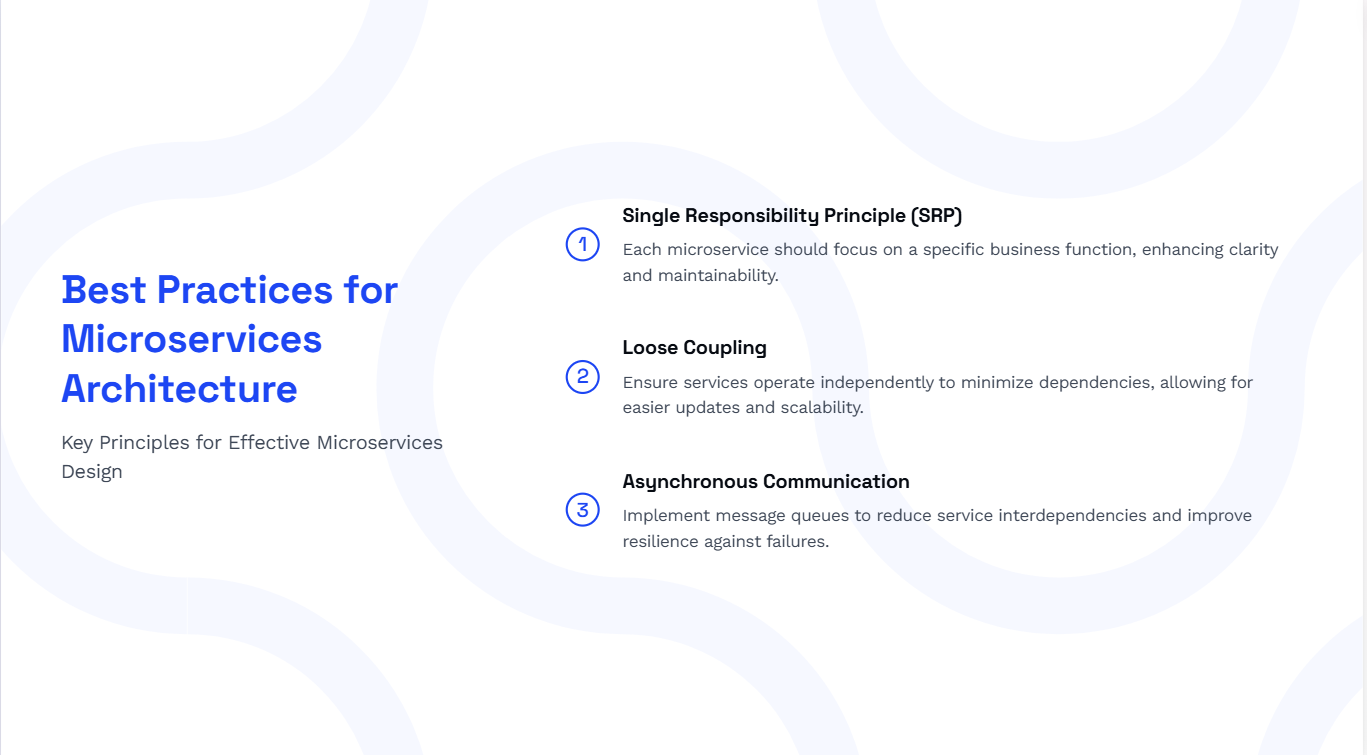 Best Practices for
Microservices
Architecture
Key Principles for Effective Microservices
Design
1
Single Responsibility Principle (SRP)
Each microservice should focus on a specific business function, enhancing clarity
and maintainability.
2
Loose Coupling
Ensure services operate independently to minimize dependencies, allowing for
easier updates and scalability.
3
Asynchronous Communication
Implement message queues to reduce service interdependencies and improve
resilience against failures.